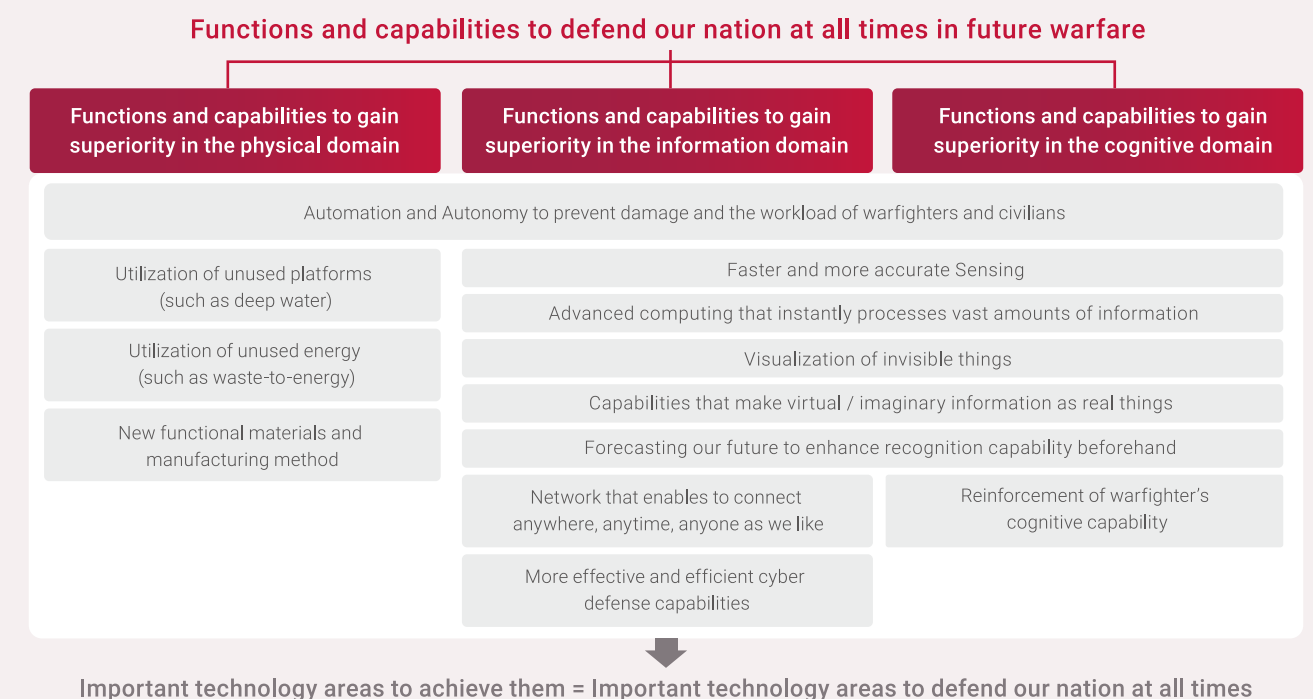 Functions and capabilities to defend our nation at all times in future warfare
Functions and capabilities to gain
superiority in the physical domain
Functions and capabilities to gain
superiority in the information domain
Functions and capabilities to gain
superiority in the cognitive domain
Automation and Autonomy to prevent damage and the workload of warfighters and civilians
Utilization of unused platforms
(such as deep water)
Utilization of unused energy
(such as waste-to-energy)
New functional materials and
manufacturing method
Faster and more accurate Sensing
Advanced computing that instantly processes vast amounts of information
Visualization of invisible things
Capabilities that make virtual / imaginary information as real things
Forecasting our future to enhance recognition capability beforehand
Network that enables to connect
anywhere, anytime, anyone as we like
Reinforcement of warfighter's
cognitive capability
More effective and efficient cyber
defense capabilities
Important technology areas to achieve them = Important technology areas to defend our nation at all times